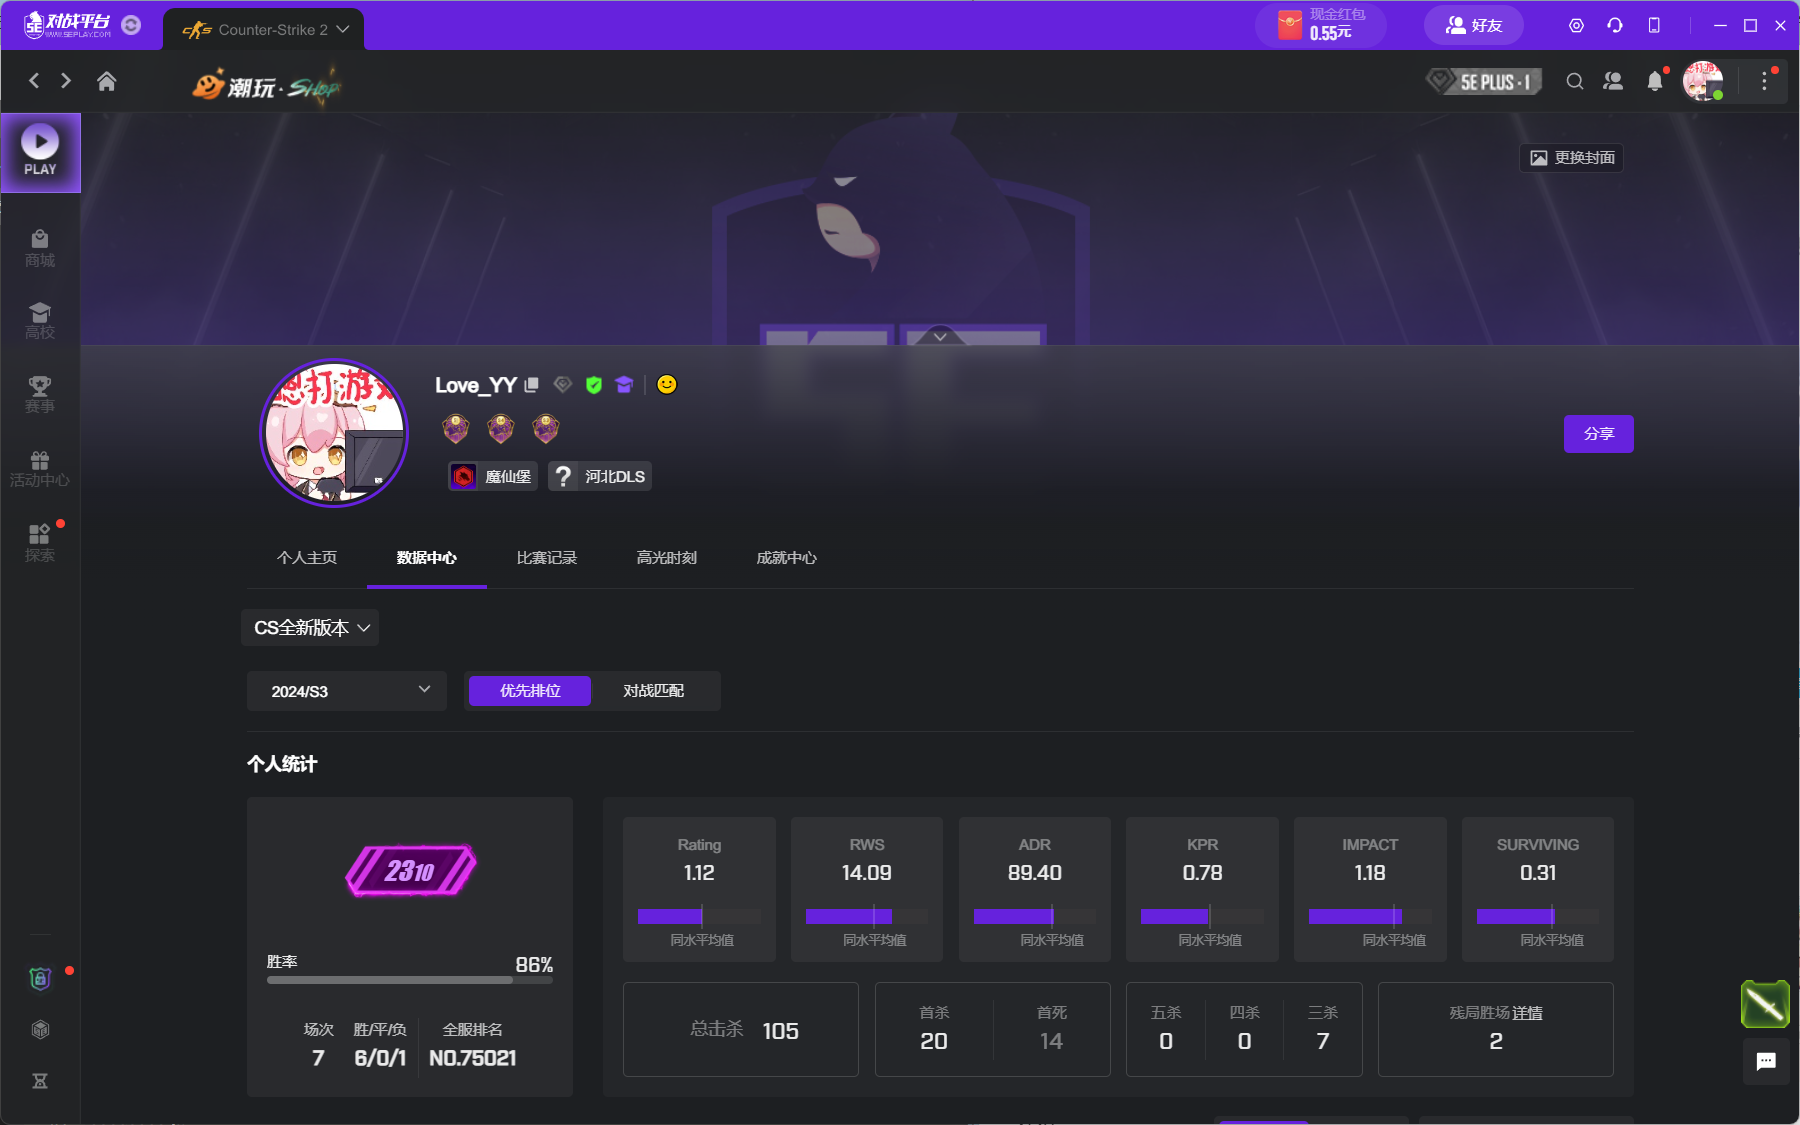 5E 对战平台
WWW.5EPLAY.COM
Counter-Strike 2
现金红包
0.55元
好友
潮玩·SHOP
5E PLUS·1
PLAY
商城
高校
赛事
活动中心
探索
更换封面
恩打游戏
Love_YY
魔仙堡
? 河北DLS
分享
个人主页 数据中心 比赛记录 高光时刻 成就中心
CS全新版本
2024/S3 优先排位 对战匹配
个人统计
2310
胜率 86%
场次 胜/平/负 全服排名
7 6/0/1 NO.75021
Rating RWS ADR KPR IMPACT SURVIVING
1.12 14.09 89.40 0.78 1.18 0.31
同水平均值 同水平均值 同水平均值 同水平均值 同水平均值 同水平均值
总击杀 105
首杀 首死
20 14
五杀 四杀 三杀
0 0 7
残局胜场 详情
2